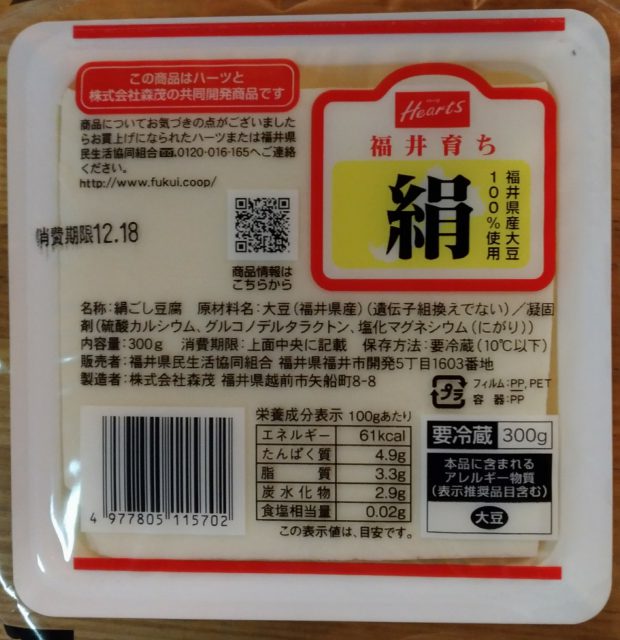 この商品はハーツと
株式会社森茂の共同開発商品です
商品についてお気づきの点がございました
らお買上げになられたハーツまたは福井県
民生活協同組合 0120-016-165へご連絡
ください。
http://www.fukui.coop/
消費期限12.18
商品情報は
こちらから
Hearts
福井育ち
絹
福井県産大豆
100%使用
名称:絹ごし豆腐 原材料名:大豆(福井県産)(遺伝子組換えでない)/凝固
剤(硫酸カルシウム、グルコノデルタラクトン、塩化マグネシウム(にがり))
内容量:300g 消費期限:上面中央に記載 保存方法:要冷蔵(10℃以下)
販売者:福井県民生活協同組合 福井県福井市開発5丁目1603番地
製造者:株式会社森茂 福井県越前市矢船町8-8
プラ
フィルム:PP, PET
容器:PP
4 977805 115702
栄養成分表示 100gあたり
エネルギー 61kcal
たんぱく質 4.9g
脂質 3.3g
炭水化物 2.9g
食塩相当量 0.02g
この表示値は、目安です。
要冷蔵 300g
本品に含まれる
アレルギー物質
(表示推奨品目含む)
大豆